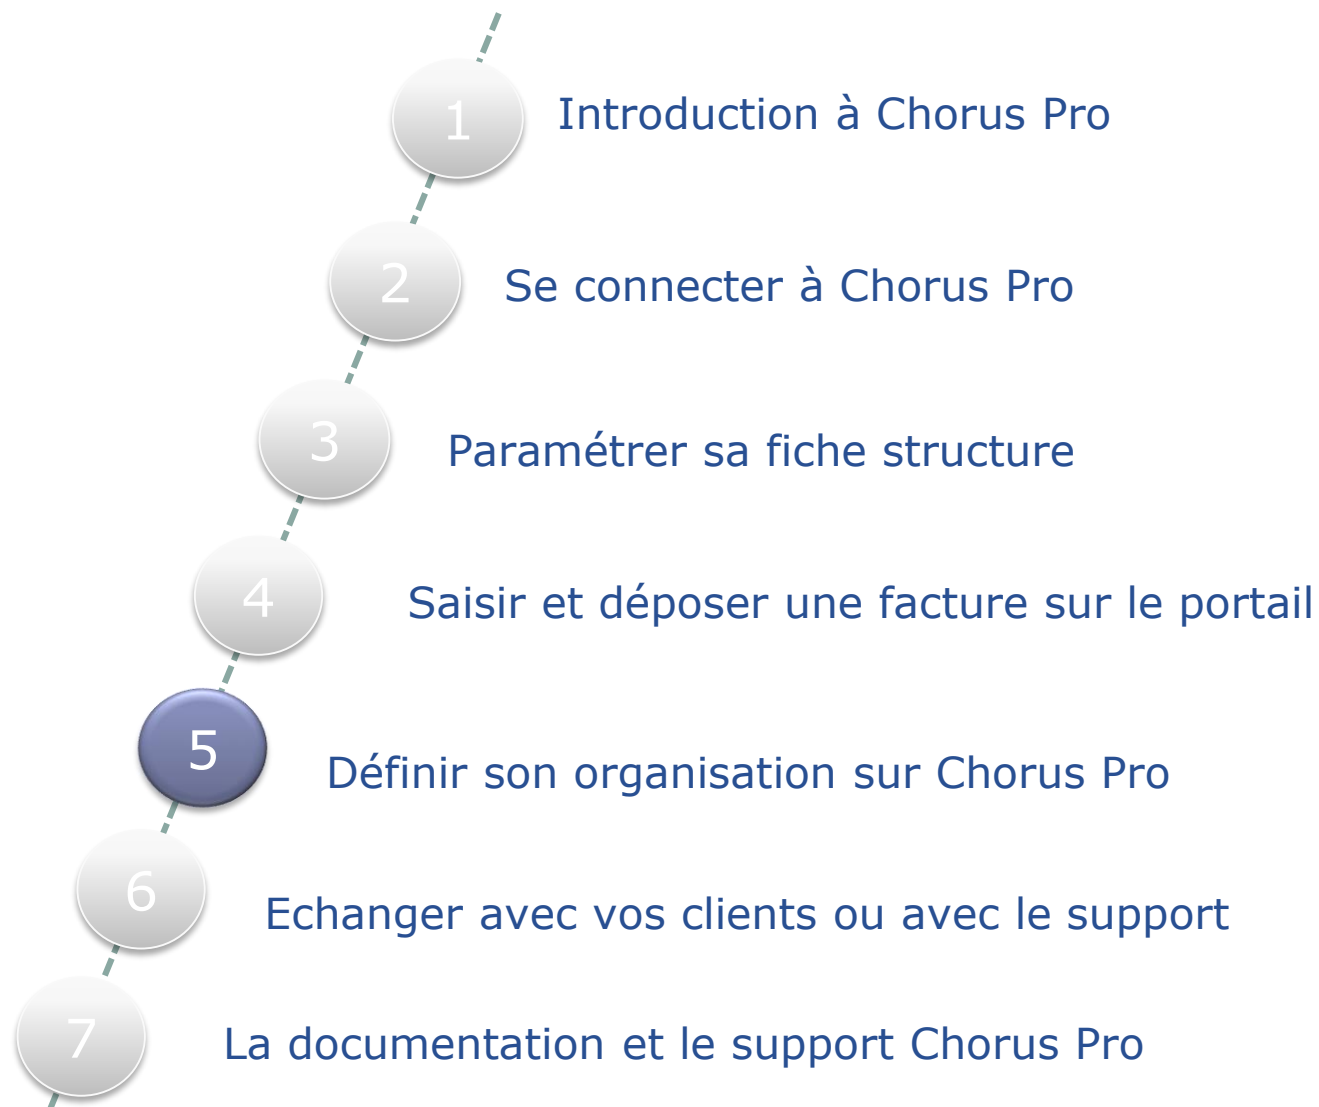 1 Introduction à Chorus Pro
2 Se connecter à Chorus Pro
3 Paramétrer sa fiche structure
4 Saisir et déposer une facture sur le portail
5 Définir son organisation sur Chorus Pro
6 Echanger avec vos clients ou avec le support
7 La documentation et le support Chorus Pro